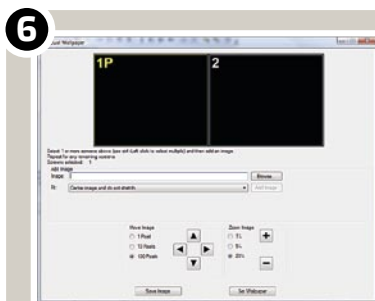 6
Dual Wallpaper
1P 2
Select 1 or more screens above (use ctrl-(Left click) to select multiple) and then add an image.
Repeat for any remaining screens
Screens selected: 1
Add Image
Image: Browse...
Fit: Centre image and do not stretch Add Image
Move Image Zoom Image
1 Pixel 1%
10 Pixels 5%
100 Pixels 20%
Save Image Set Wallpaper